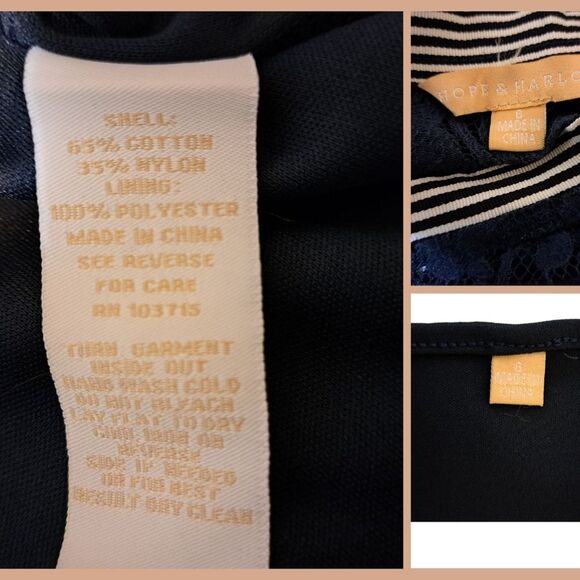 SHELL:
65% COTTON
35% NYLON
LINING:
100% POLYESTER
MADE IN CHINA
SEE REVERSE
FOR CARE
RN 103715
TURN GARMENT
INSIDE OUT
HAND WASH COLD
DO NOT BLEACH
LAY FLAT TO DRY
COOL IRON ON
REVERSE
SIDE IF NEEDED
OR FOR BEST
RESULT DRY CLEAN
HOPE & HARLO
6
MADE IN
CHINA
6
MADE IN
CHINA